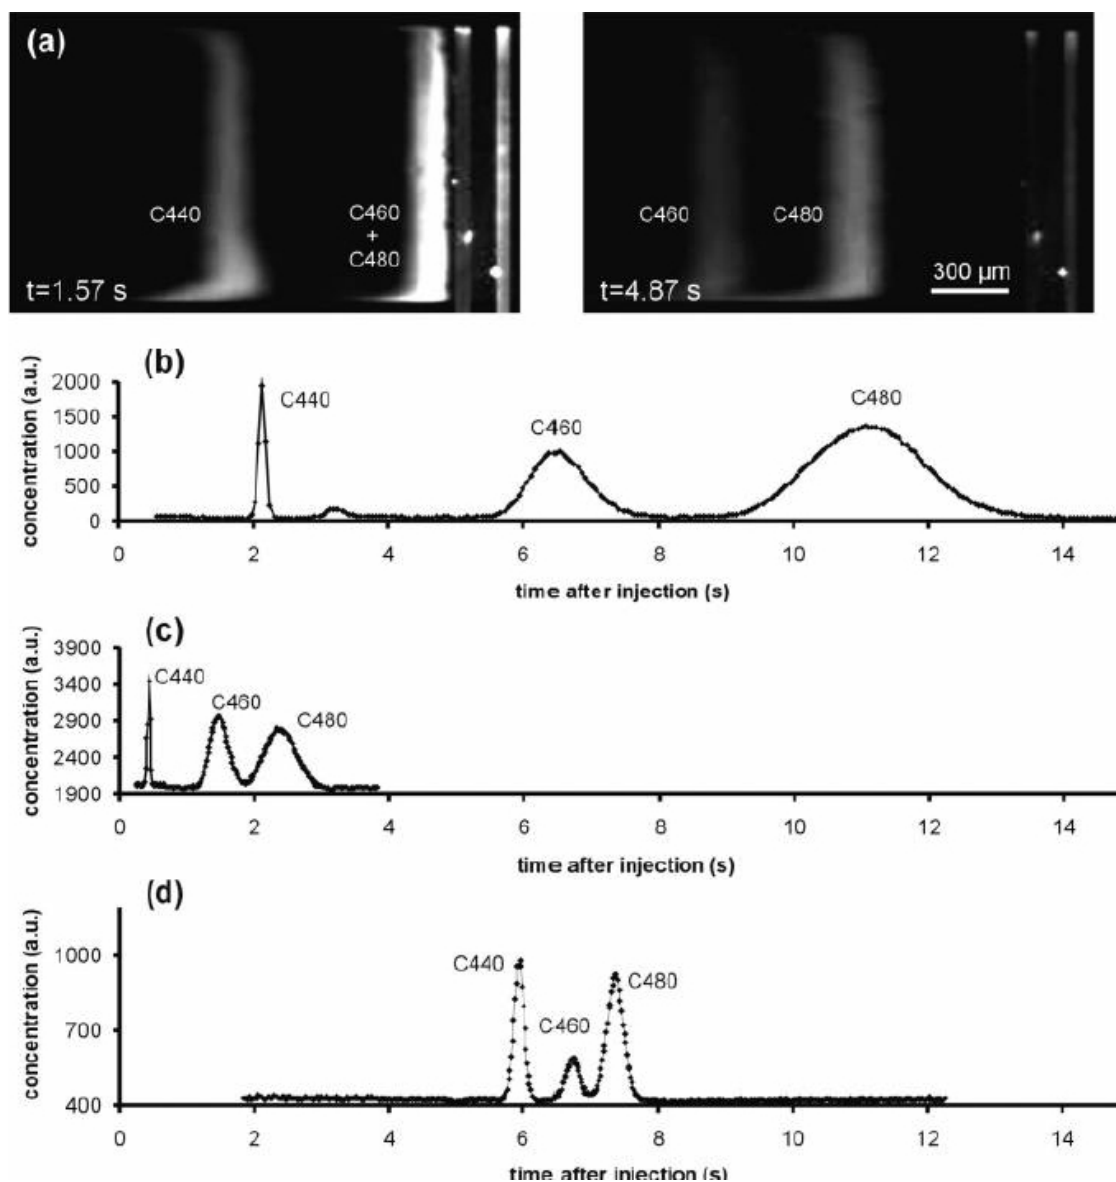 (a)
C440
C460
+
C480
t=1.57 s
C460
C480
300 µm
t=4.87 s
(b)
concentration (a.u.)
2000
1500
1000
500
0
C440
C460
C480
0 2 4 6 8 10 12 14
time after injection (s)
(c)
concentration (a.u.)
3900
3400
2900
2400
1900
C440
C460
C480
0 2 4 6 8 10 12 14
time after injection (s)
(d)
concentration (a.u.)
1000
700
400
C440
C460
C480
0 2 4 6 8 10 12 14
time after injection (s)